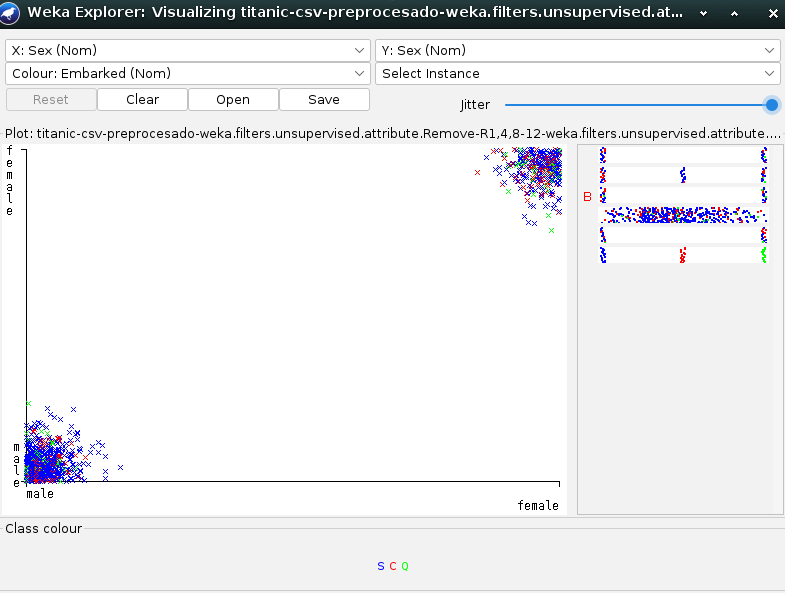 Weka Explorer: Visualizing titanic-csv-preprocesado-weka.filters.unsupervised.at...
X: Sex (Nom)
Y: Sex (Nom)
Colour: Embarked (Nom)
Select Instance
Reset
Clear
Open
Save
Jitter
Plot: titanic-csv-preprocesado-weka.filters.unsupervised.attribute.Remove-R1,4,8-12-weka.filters.unsupervised.attribute....
female
B
male
male
female
Class colour
S C Q